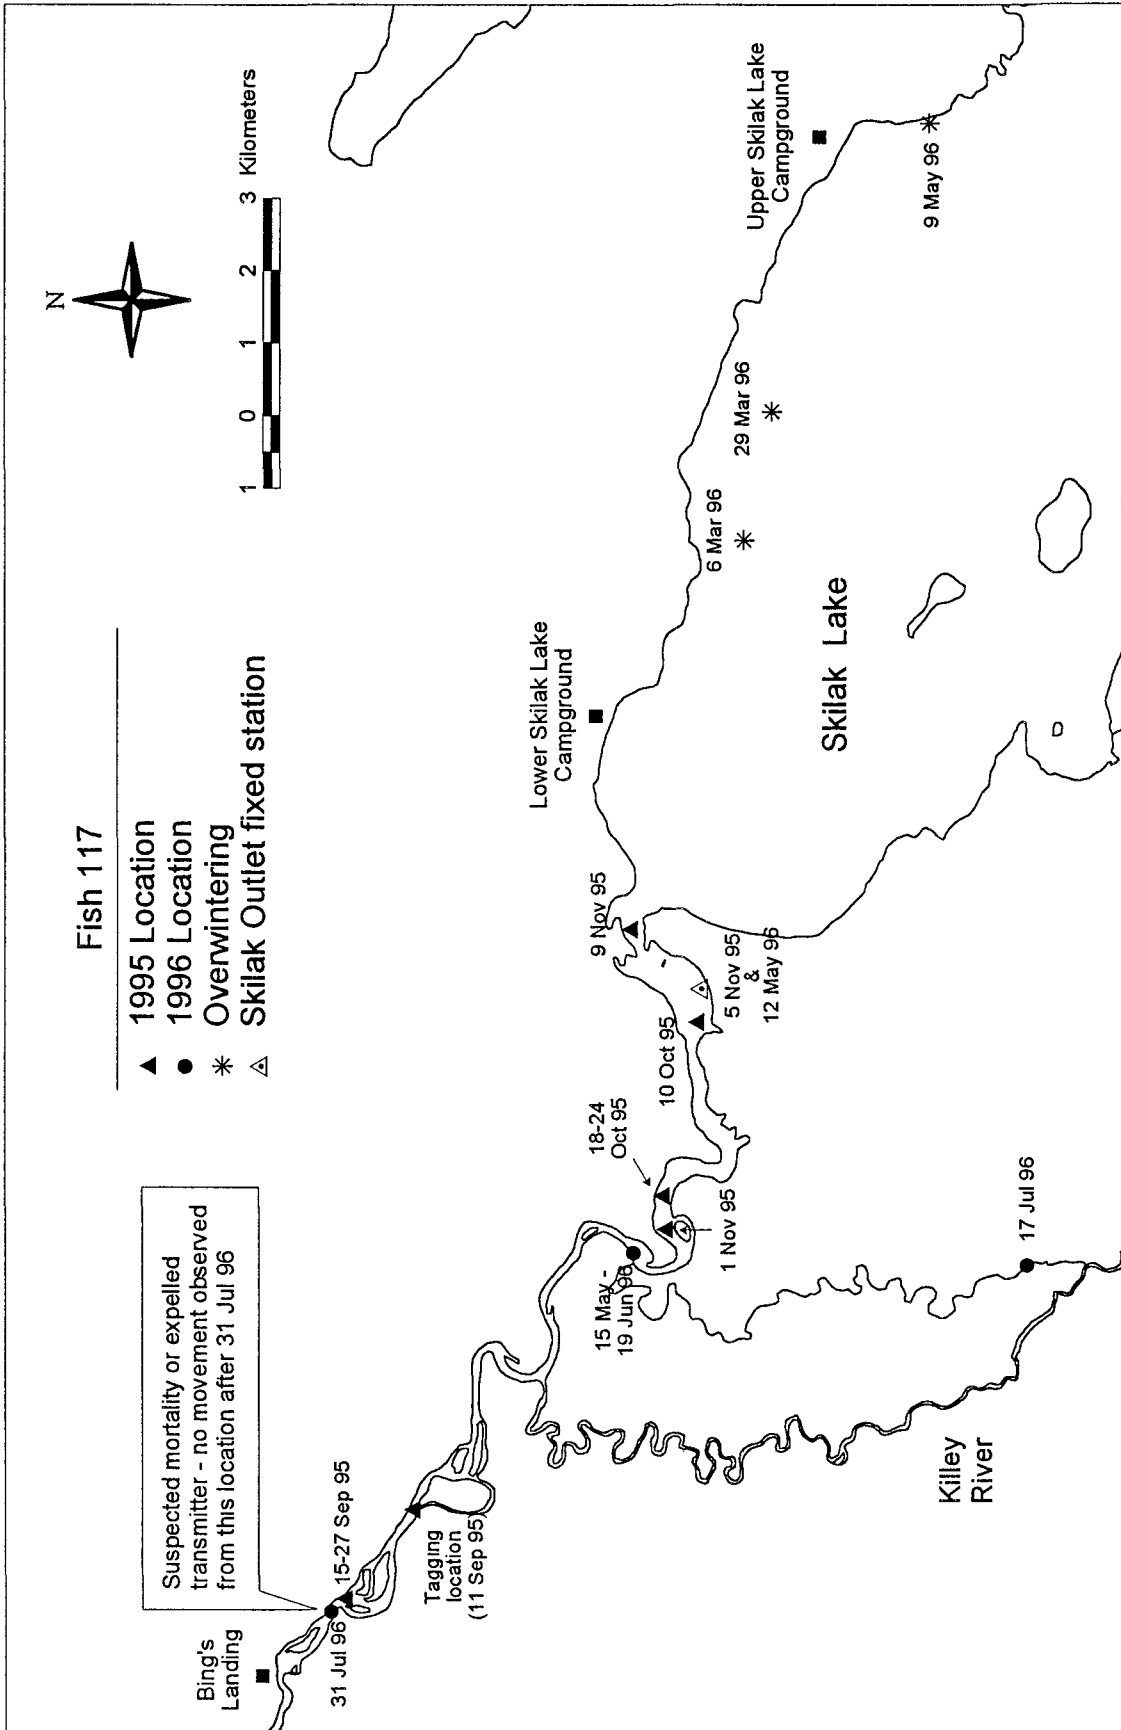 Fish 117
1995 Location
1996 Location
Overwintering
Skilak Outlet fixed station
N
1 0 1 2 3 Kilometers
Suspected mortality or expelled
transmitter - no movement observed
from this location after 31 Jul 96
Bing's
Landing
31 Jul 96
15-27 Sep 95
Tagging
location
(11 Sep 95)
15 May -
19 Jun 96
18-24
Oct 95
1 Nov 95
10 Oct 95
9 Nov 95
5 Nov 95
&
12 May 96
Lower Skilak Lake
Campground
6 Mar 96
29 Mar 96
Upper Skilak Lake
Campground
9 May 96
Skilak Lake
Killey
River
17 Jul 96